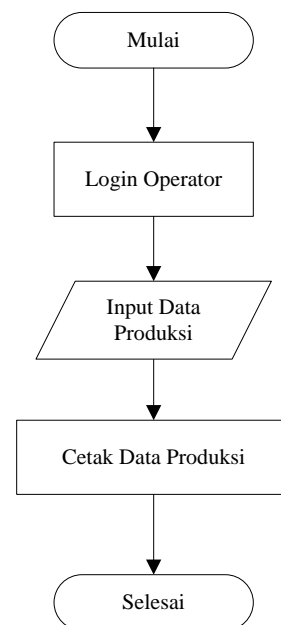 Mulai
Login Operator
Input Data
Produksi
Cetak Data Produksi
Selesai